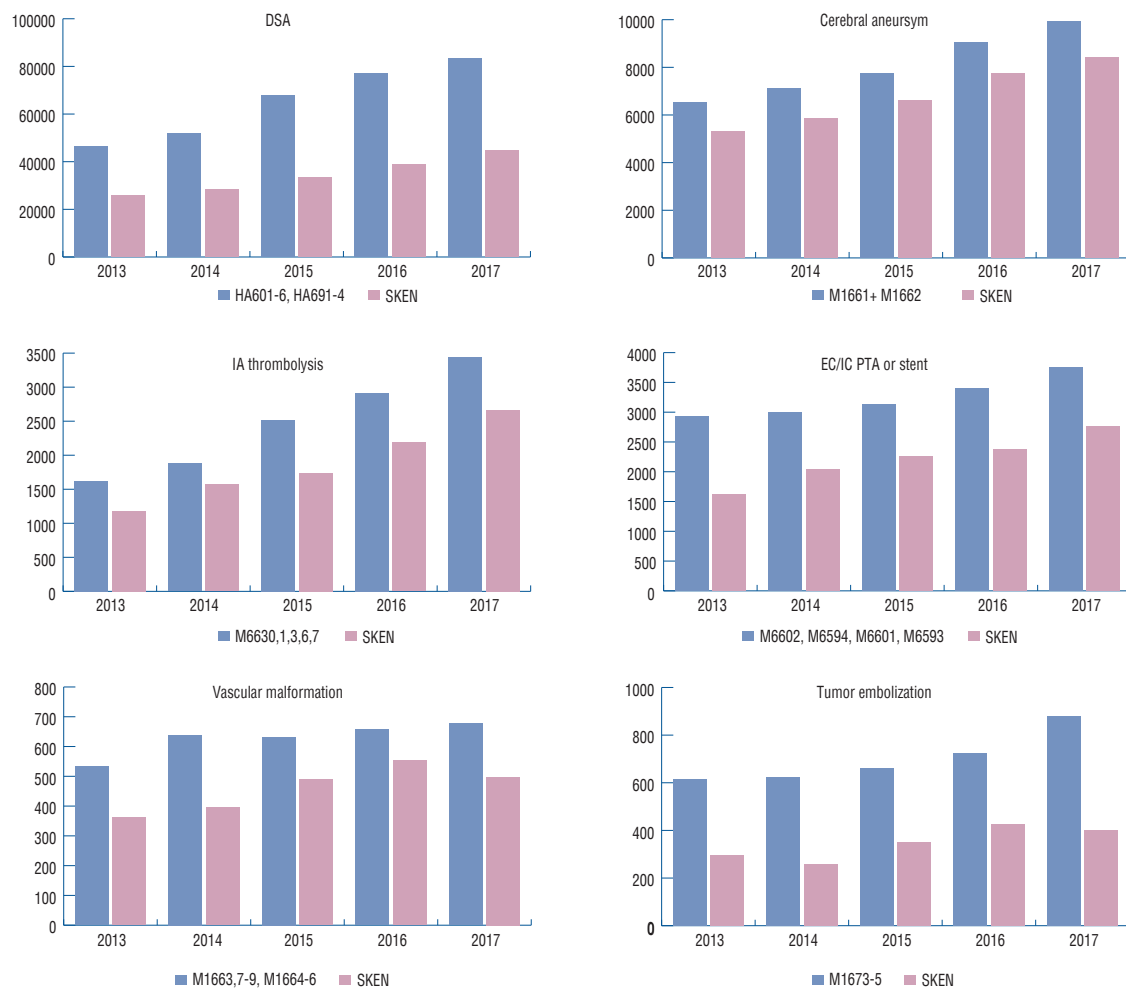 DSA
100000
80000
60000
40000
20000
0
2013 2014 2015 2016 2017
HA601-6, HA691-4 SKEN
Cerebral aneursym
10000
8000
6000
4000
2000
0
2013 2014 2015 2016 2017
M1661+ M1662 SKEN
IA thrombolysis
3500
3000
2500
2000
1500
1000
500
0
2013 2014 2015 2016 2017
M6630,1,3,6,7 SKEN
EC/IC PTA or stent
4000
3500
3000
2500
2000
1500
1000
500
0
2013 2014 2015 2016 2017
M6602, M6594, M6601, M6593 SKEN
Vascular malformation
800
700
600
500
400
300
200
100
0
2013 2014 2015 2016 2017
M1663,7-9, M1664-6 SKEN
Tumor embolization
1000
800
600
400
200
0
2013 2014 2015 2016 2017
M1673-5 SKEN